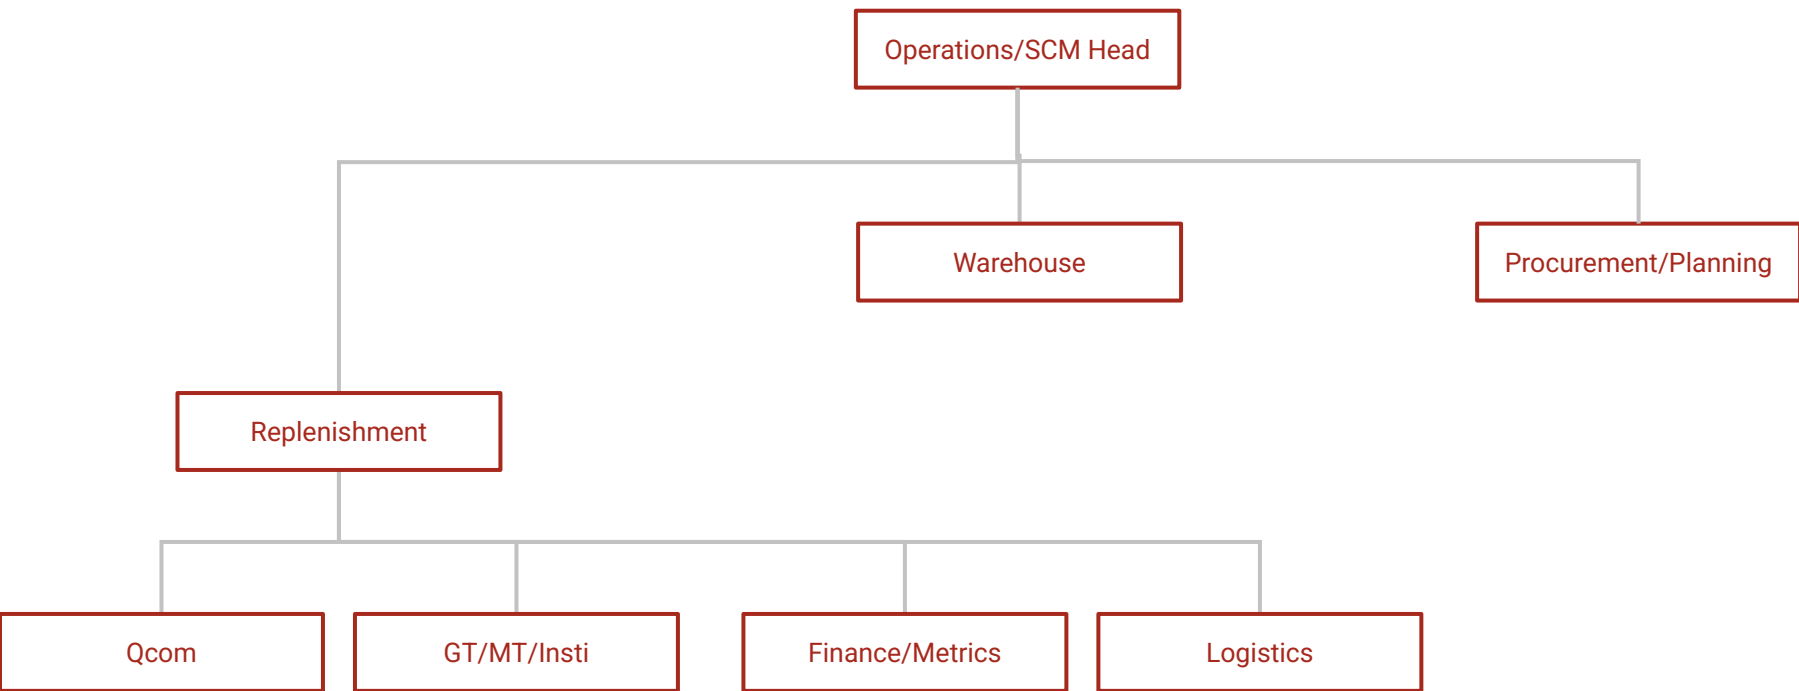 Operations/SCM Head
Warehouse
Procurement/Planning
Replenishment
Qcom
GT/MT/Insti
Finance/Metrics
Logistics